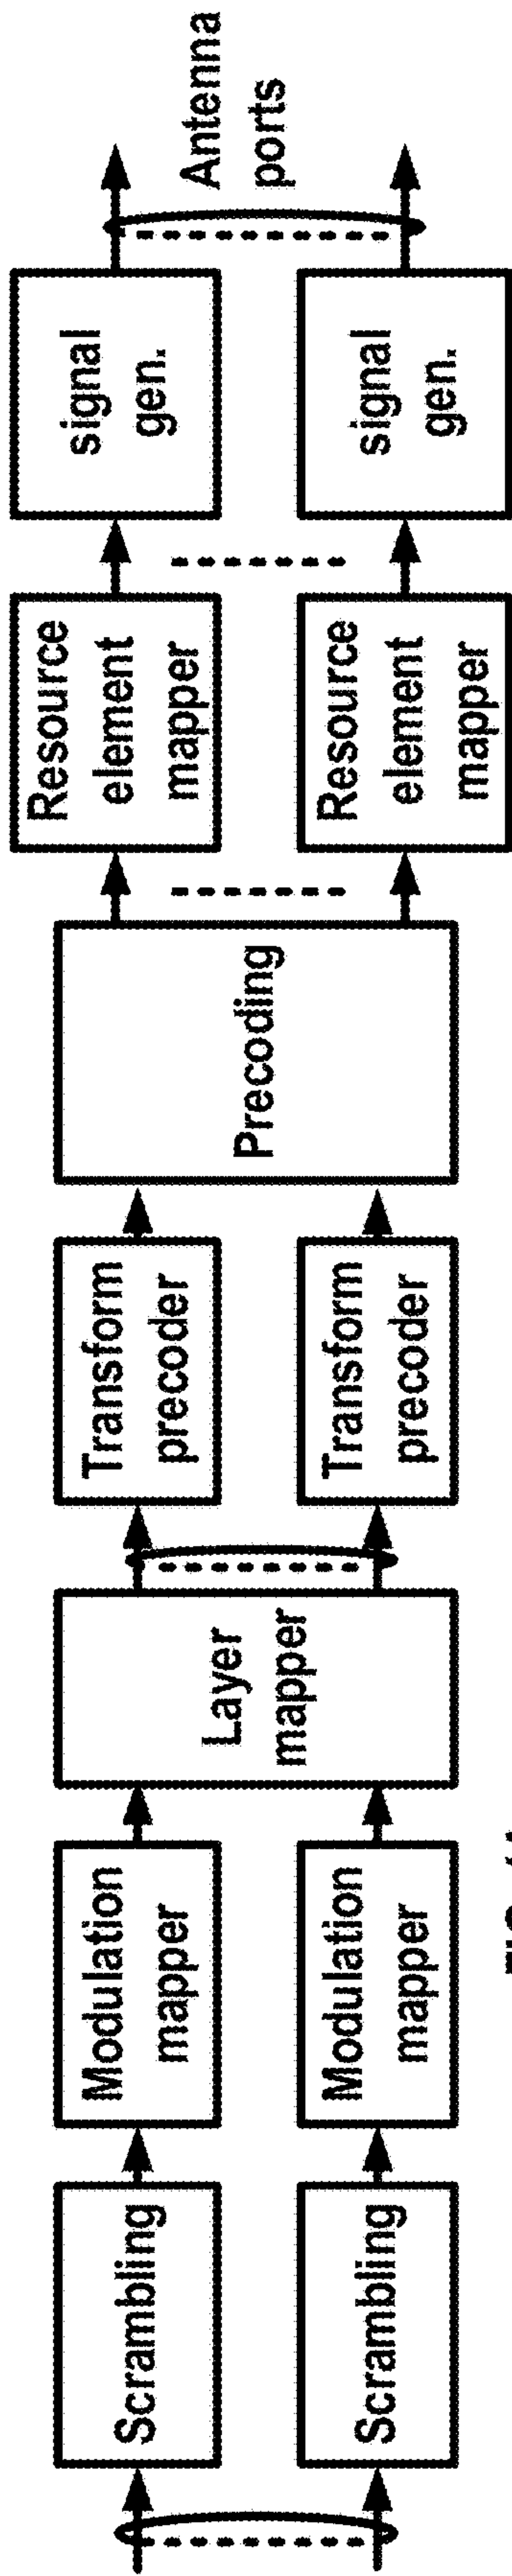 Scrambling
Scrambling
Modulation
mapper
Modulation
mapper
Layer
mapper
Transform
precoder
Transform
precoder
Precoding
Resource
element
mapper
Resource
element
mapper
signal
gen.
signal
gen.
Antenna
ports